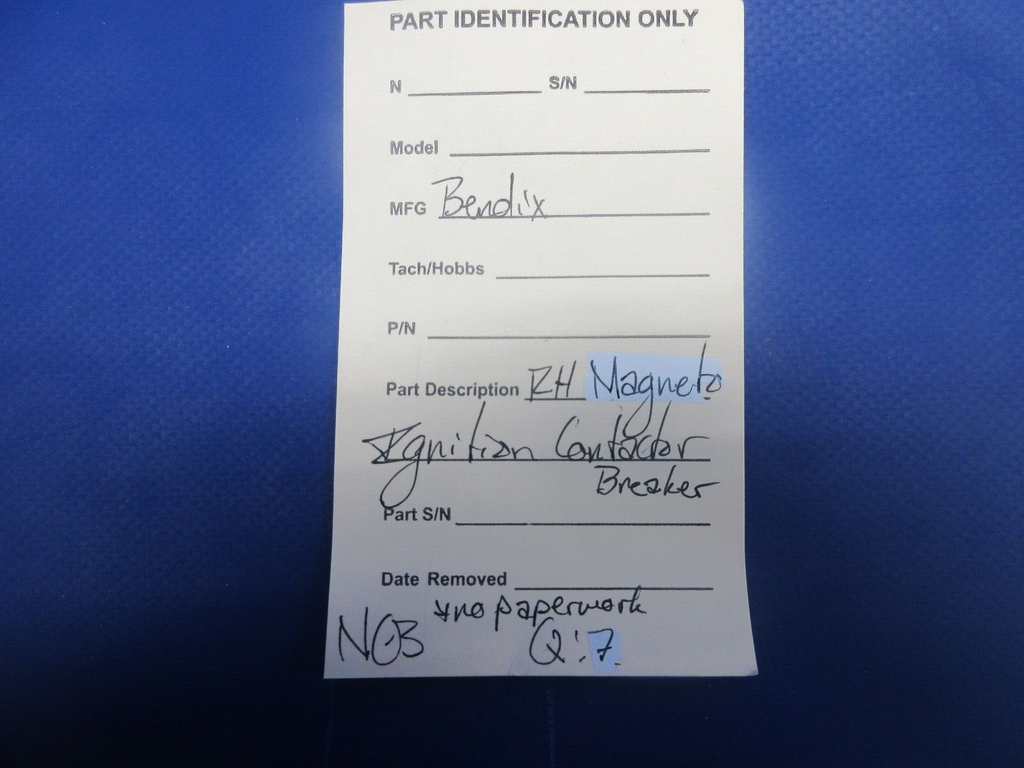 PART IDENTIFICATION ONLY
N S/N
Model
MFG Bendix
Tach/Hobbs
P/N
Part Description RH Magneto
Ignition Contactor
Breaker
Part S/N
Date Removed
*no paperwork
Q:7